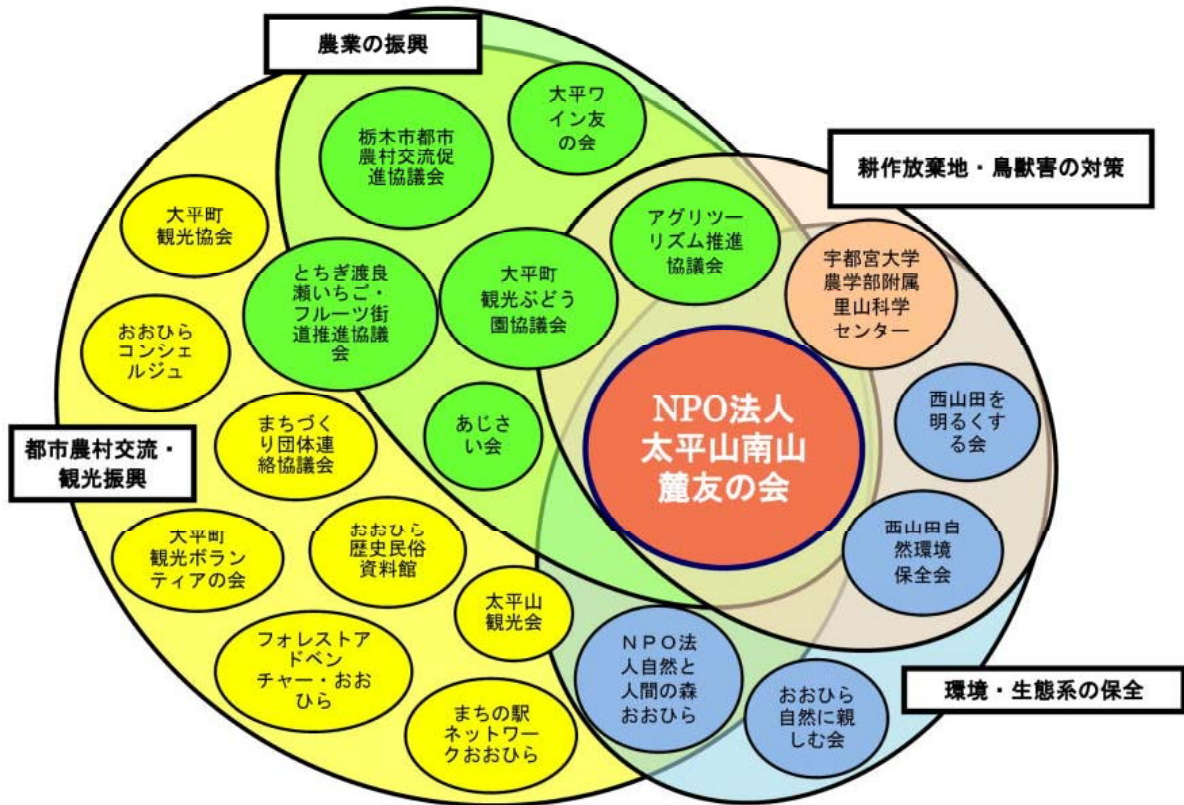 農業の振興
大平ワ
イン友
の会
栃木市都市
農村交流促
進協議会
耕作放棄地・鳥獣害の対策
大平町
観光協会
アグリツー
リズム推進
協議会
とちぎ渡良
瀬いちご・
フルーツ街
道推進協議
会
大平町
観光ぶどう
園協議会
宇都宮大学
農学部附属
里山科学
センター
おおひら
コンシェ
ルジュ
NPO法人
太平山南山
麓友の会
西山田を
明るくす
る会
まちづく
り団体連
絡協議会
あじさ
い会
都市農村交流・
観光振興
大平町
観光ボラン
ティアの会
おおひら
歴史民俗
資料館
西山田自
然環境
保全会
太平山
観光会
フォレストア
ドベン
チャー・おお
ひら
NPO法
人自然と
人間の森
おおひら
環境・生態系の保全
まちの駅
ネットワー
クおおひら
おおひら
自然に親
しむ会